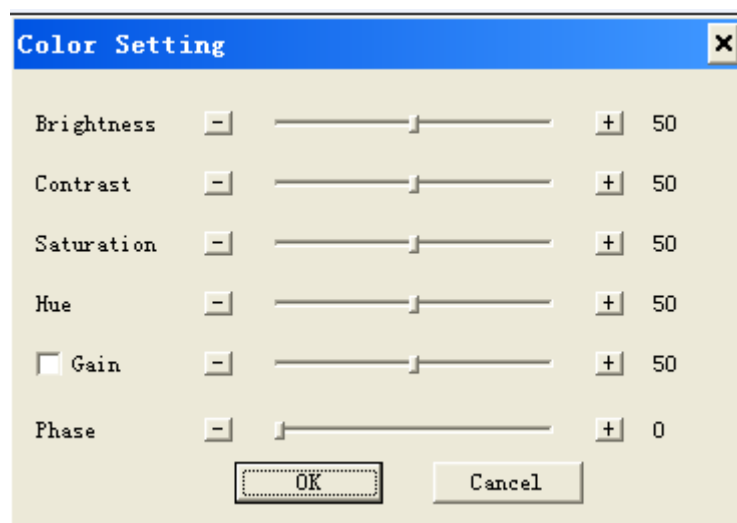 Color Setting
Brightness - + 50
Contrast - + 50
Saturation - + 50
Hue - + 50
Gain - + 50
Phase - + 0
OK Cancel